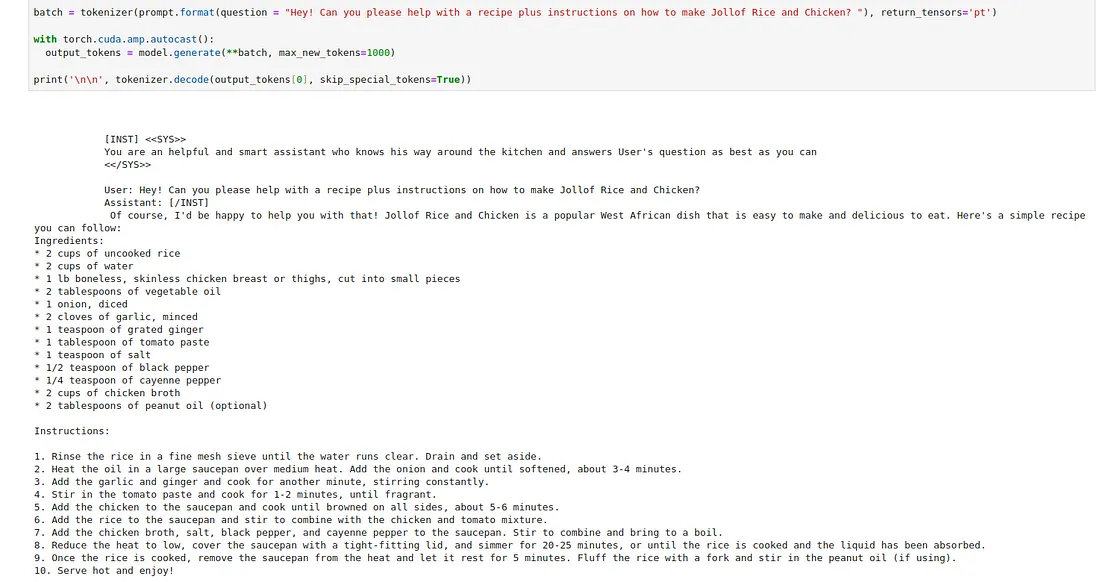 batch = tokenizer(prompt.format(question = "Hey! Can you please help with a recipe plus instructions on how to make Jollof Rice and Chicken? "), return_tensors='pt')
with torch.cuda.amp.autocast():
output_tokens = model.generate(**batch, max_new_tokens=1000)
print('\n\n', tokenizer.decode(output_tokens[0], skip_special_tokens=True))
[INST] <<SYS>>
You are an helpful and smart assistant who knows his way around the kitchen and answers User's question as best as you can
<</SYS>>
User: Hey! Can you please help with a recipe plus instructions on how to make Jollof Rice and Chicken?
Assistant: [/INST]
Of course, I'd be happy to help you with that! Jollof Rice and Chicken is a popular West African dish that is easy to make and delicious to eat. Here's a simple recipe
you can follow:
Ingredients:
* 2 cups of uncooked rice
* 2 cups of water
* 1 lb boneless, skinless chicken breast or thighs, cut into small pieces
* 2 tablespoons of vegetable oil
* 1 onion, diced
* 2 cloves of garlic, minced
* 1 teaspoon of grated ginger
* 1 tablespoon of tomato paste
* 1 teaspoon of salt
* 1/2 teaspoon of black pepper
* 1/4 teaspoon of cayenne pepper
* 2 cups of chicken broth
* 2 tablespoons of peanut oil (optional)
Instructions:
1. Rinse the rice in a fine mesh sieve until the water runs clear. Drain and set aside.
2. Heat the oil in a large saucepan over medium heat. Add the onion and cook until softened, about 3-4 minutes.
3. Add the garlic and ginger and cook for another minute, stirring constantly.
4. Stir in the tomato paste and cook for 1-2 minutes, until fragrant.
5. Add the chicken to the saucepan and cook until browned on all sides, about 5-6 minutes.
6. Add the rice to the saucepan and stir to combine with the chicken and tomato mixture.
7. Add the chicken broth, salt, black pepper, and cayenne pepper to the saucepan. Stir to combine and bring to a boil.
8. Reduce the heat to low, cover the saucepan with a tight-fitting lid, and simmer for 20-25 minutes, or until the rice is cooked and the liquid has been absorbed.
9. Once the rice is cooked, remove the saucepan from the heat and let it rest for 5 minutes. Fluff the rice with a fork and stir in the peanut oil (if using).
10. Serve hot and enjoy!